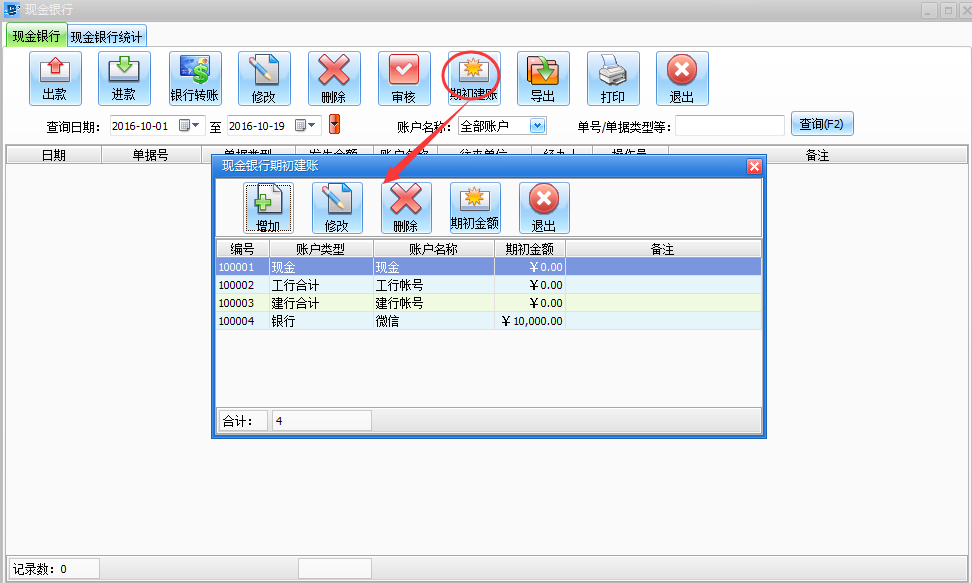 现金银行
现金银行 现金银行统计
出款 进款 银行转账 修改 删除 审核 期初建账 导出 打印 退出
查询日期: 2016-10-01 至 2016-10-19 账户名称: 全部账户 单号/单据类型等: 查询(F2)
日期 单据号 单据类型 发生金额 账户名称 往来单位 经办人 操作员 备注
现金银行期初建账
增加 修改 删除 期初金额 退出
编号 账户类型 账户名称 期初金额 备注
100001 现金 现金 ￥0.00
100002 工行合计 工行帐号 ￥0.00
100003 建行合计 建行帐号 ￥0.00
100004 银行 微信 ￥10,000.00
合计: 4
记录数: 0